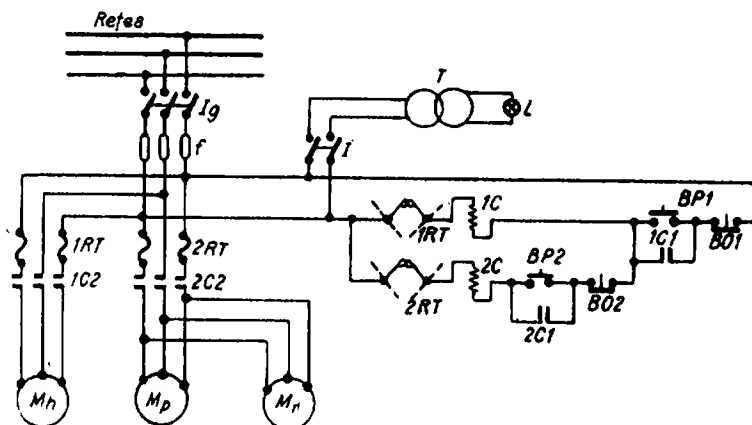 Retea
Ig
f
T
L
I
1RT
1C
BP1
1C1
BO1
1RT
2RT
1C2
2C2
2C
BP2
BO2
2RT
2C1
Mh
Mp
Mr